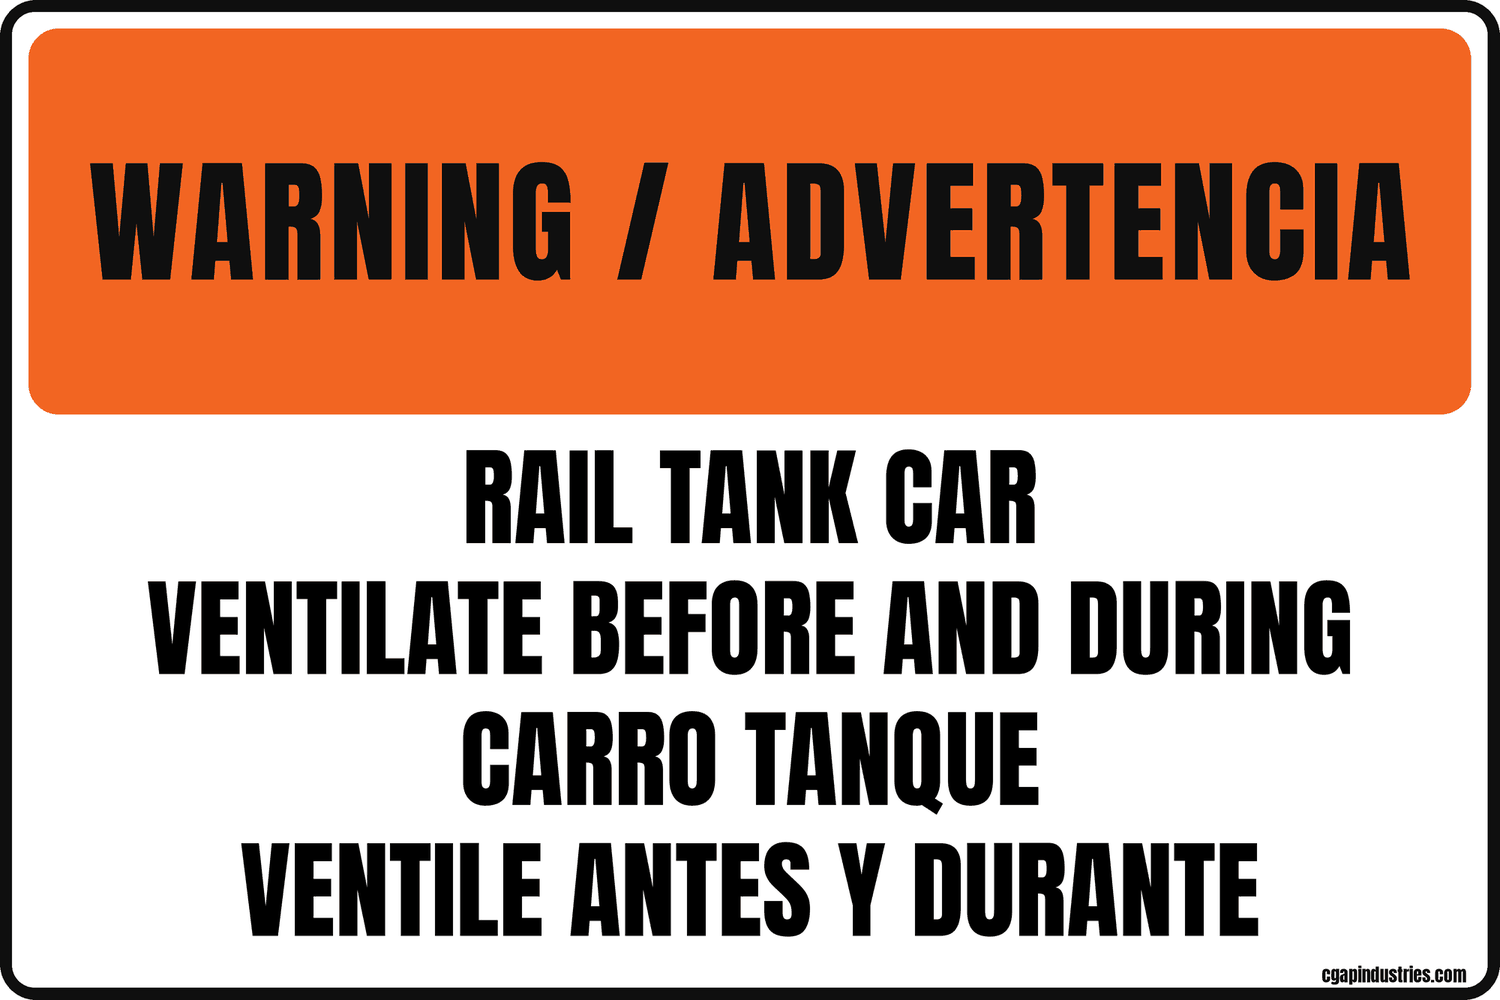 WARNING / ADVERTENCIA
RAIL TANK CAR
VENTILATE BEFORE AND DURING
CARRO TANQUE
VENTILE ANTES Y DURANTE
cgapindustries.com